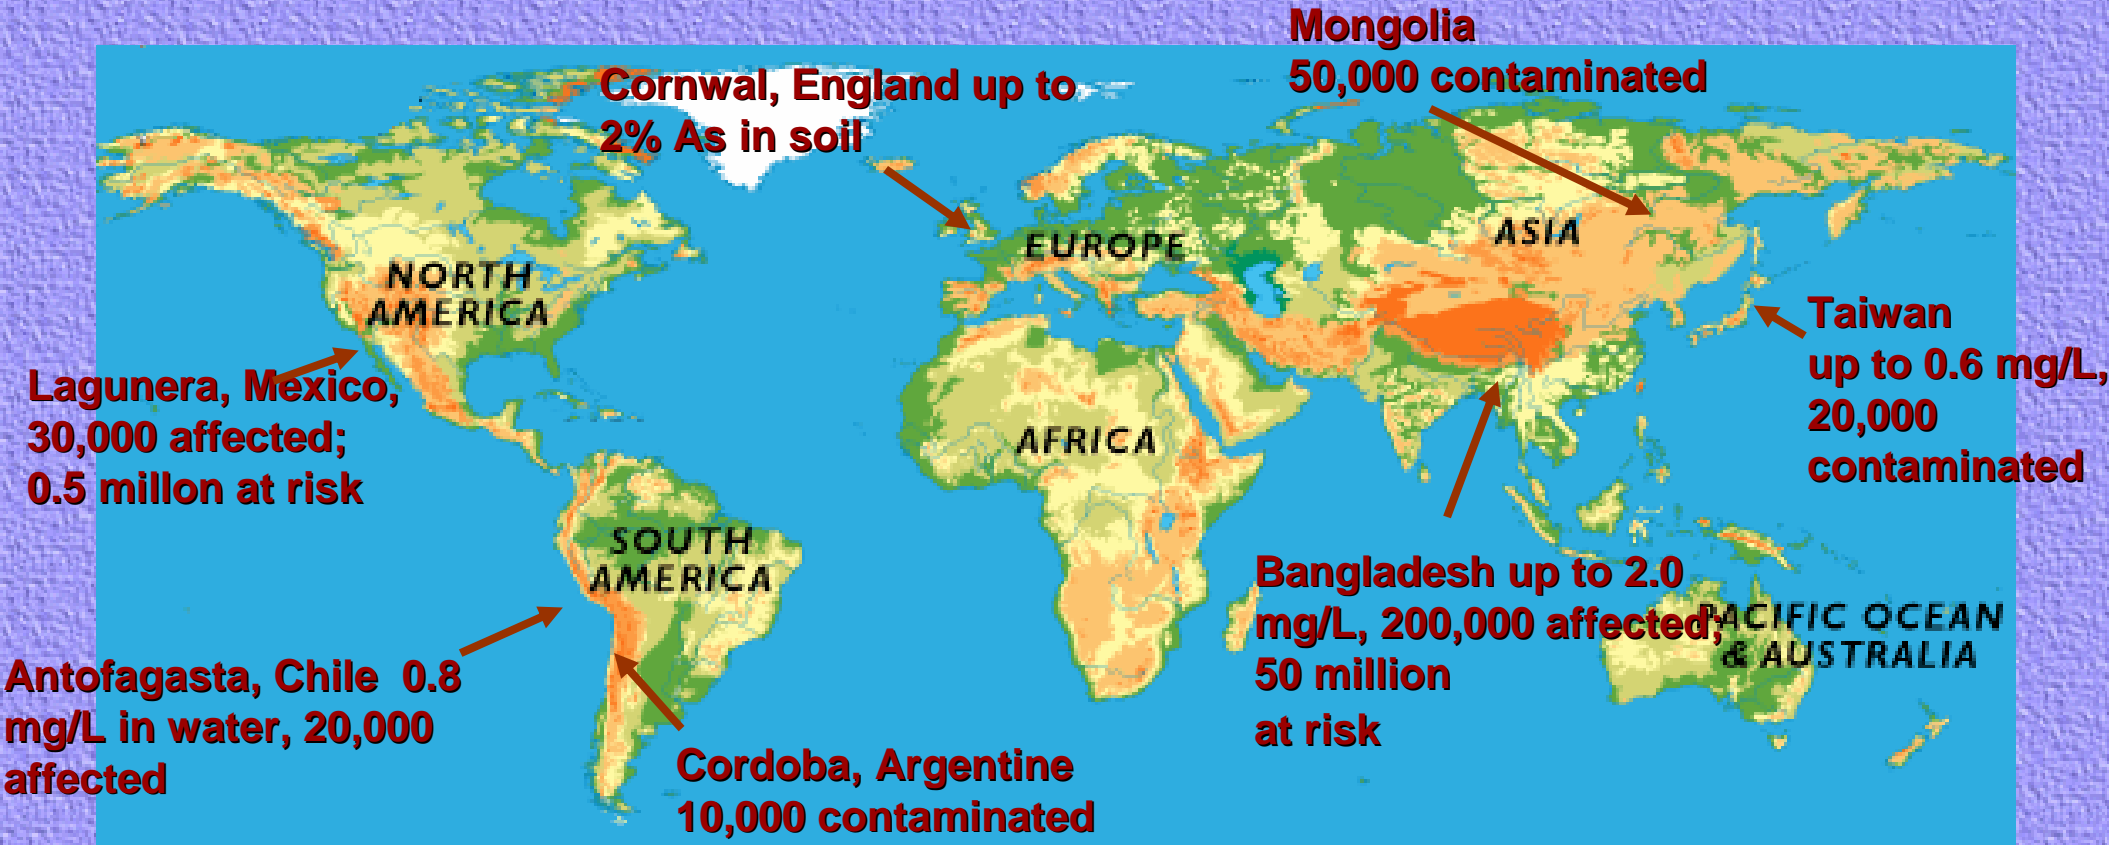 Mongolia
50,000 contaminated
Cornwal, England up to
2% As in soil
ASIA
EUROPE
NORTH
AMERICA
Taiwan
up to 0.6 mg/L,
20,000
contaminated
Lagunera, Mexico,
30,000 affected;
0.5 millon at risk
AFRICA
SOUTH
AMERICA
Bangladesh up to 2.0
mg/L, 200,000 affected;
50 million
at risk
PACIFIC OCEAN
& AUSTRALIA
Antofagasta, Chile 0.8
mg/L in water, 20,000
affected
Cordoba, Argentine
10,000 contaminated